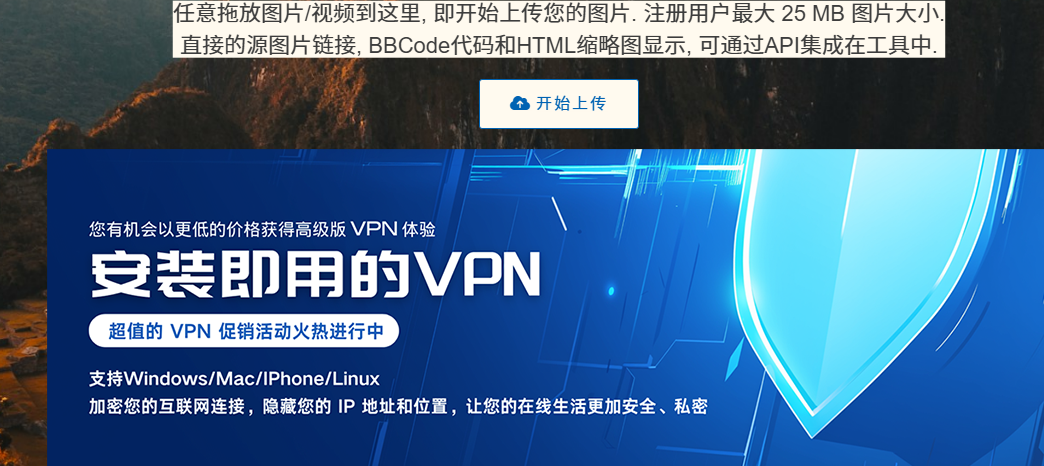 任意拖放图片/视频到这里, 即开始上传您的图片. 注册用户最大 25 MB 图片大小.
直接的源图片链接, BBCode代码和HTML缩略图显示, 可通过API集成在工具中.
开始上传
您有机会以更低的价格获得高级版 VPN 体验
安装即用的VPN
超值的 VPN 促销活动火热进行中
支持Windows/Mac/IPhone/Linux
加密您的互联网连接，隐藏您的 IP 地址和位置，让您的在线生活更加安全、私密